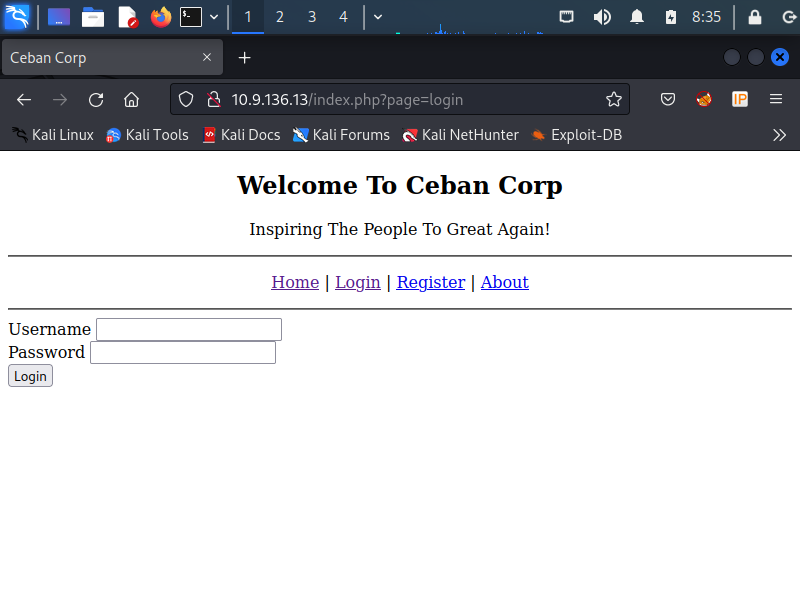 1 2 3 4 8:35
Ceban Corp
10.9.136.13/index.php?page=login
Kali Linux Kali Tools Kali Docs Kali Forums Kali NetHunter Exploit-DB
Welcome To Ceban Corp
Inspiring The People To Great Again!
Home | Login | Register | About
Username
Password
Login